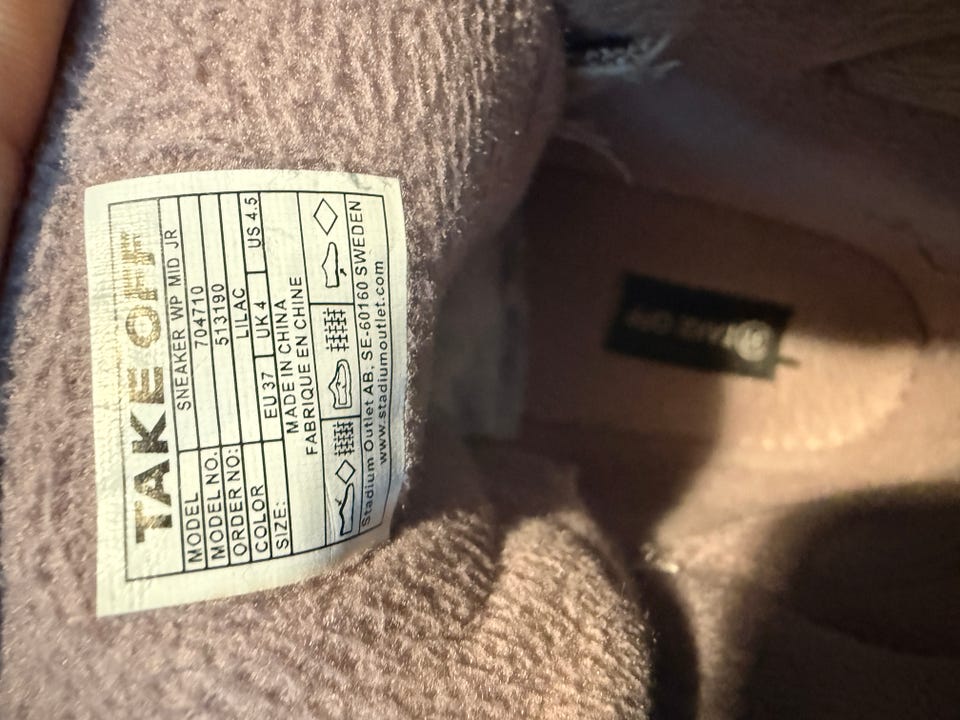 TAKE OFF
MODEL SNEAKER WP MID JR
MODEL NO. 704710
ORDER NO: 513190
COLOR LILAC
SIZE: EU 37 UK 4 US 4.5
MADE IN CHINA
FABRIQUE EN CHINE
Stadium Outlet AB, SE-60160 SWEDEN
www.stadiumoutlet.com
TAKE OFF